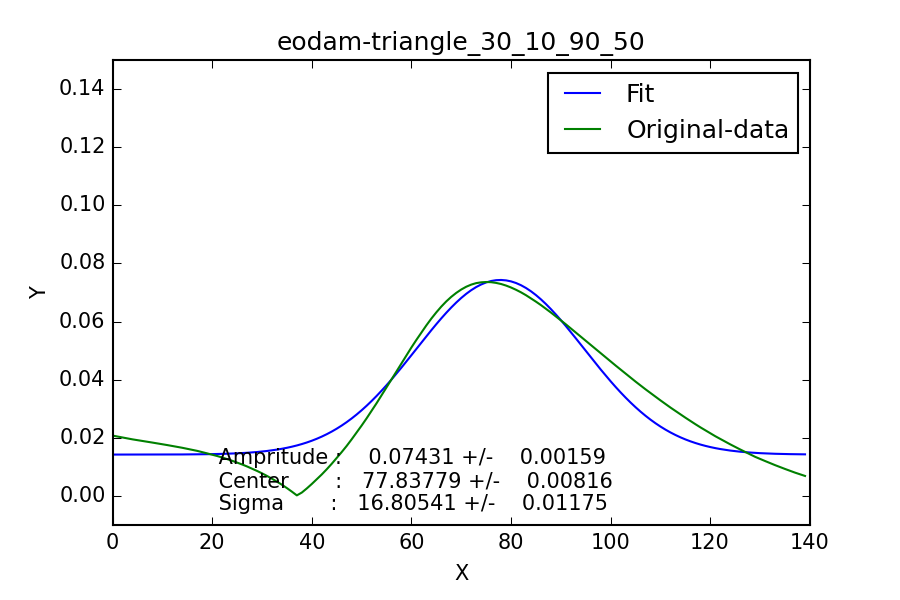 eodam-triangle_30_10_90_50
Fit
Original-data
0.14
0.12
0.10
0.08
0.06
0.04
0.02
0.00
Y
Ampritude : 0.07431 +/- 0.00159
Center : 77.83779 +/- 0.00816
Sigma : 16.80541 +/- 0.01175
0 20 40 60 80 100 120 140
X